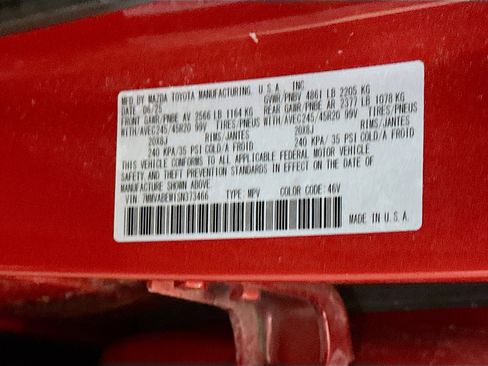 MFD. BY MAZDA TOYOTA MANUFACTURING, U.S.A., INC.
DATE 06/25 GVWR/PNBV 4861 LB 2205 KG
FRONT GAWR/PNBE AV 2566 LB 1164 KG REAR GAWR/PNBE AR 2377 LB 1078 KG
WITH/AVEC245/45R20 99V TIRES/PNEUS WITH/AVEC245/45R20 99V TIRES/PNEUS
20X8J RIMS/JANTES 20X8J RIMS/JANTES
240 KPA/35 PSI COLD/A FROID 240 KPA/ 35 PSI COLD/A FROID
THIS VEHICLE CONFORMS TO ALL APPLICABLE FEDERAL MOTOR VEHICLE
SAFETY, AND THEFT PREVENTION STANDARDS IN EFFECT ON THE DATE OF
MANUFACTURE SHOWN ABOVE.
VIN 7MMVABEW1SN373466 TYPE MPV COLOR CODE: 46V
MADE IN U.S.A.